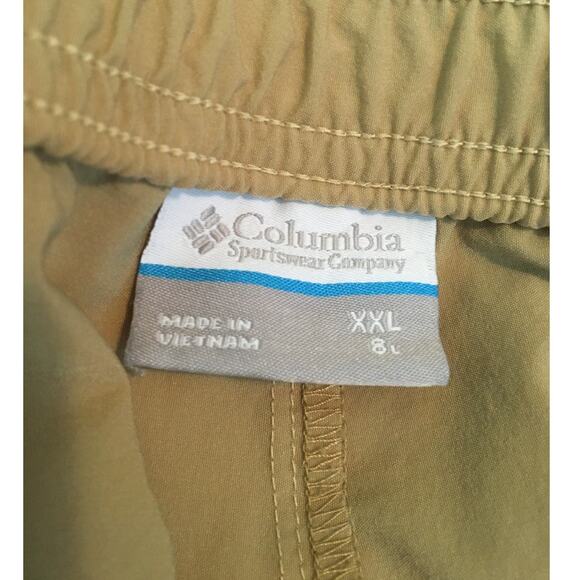 Columbia
Sportswear Company
MADE IN
VIETNAM
XXL
8 L